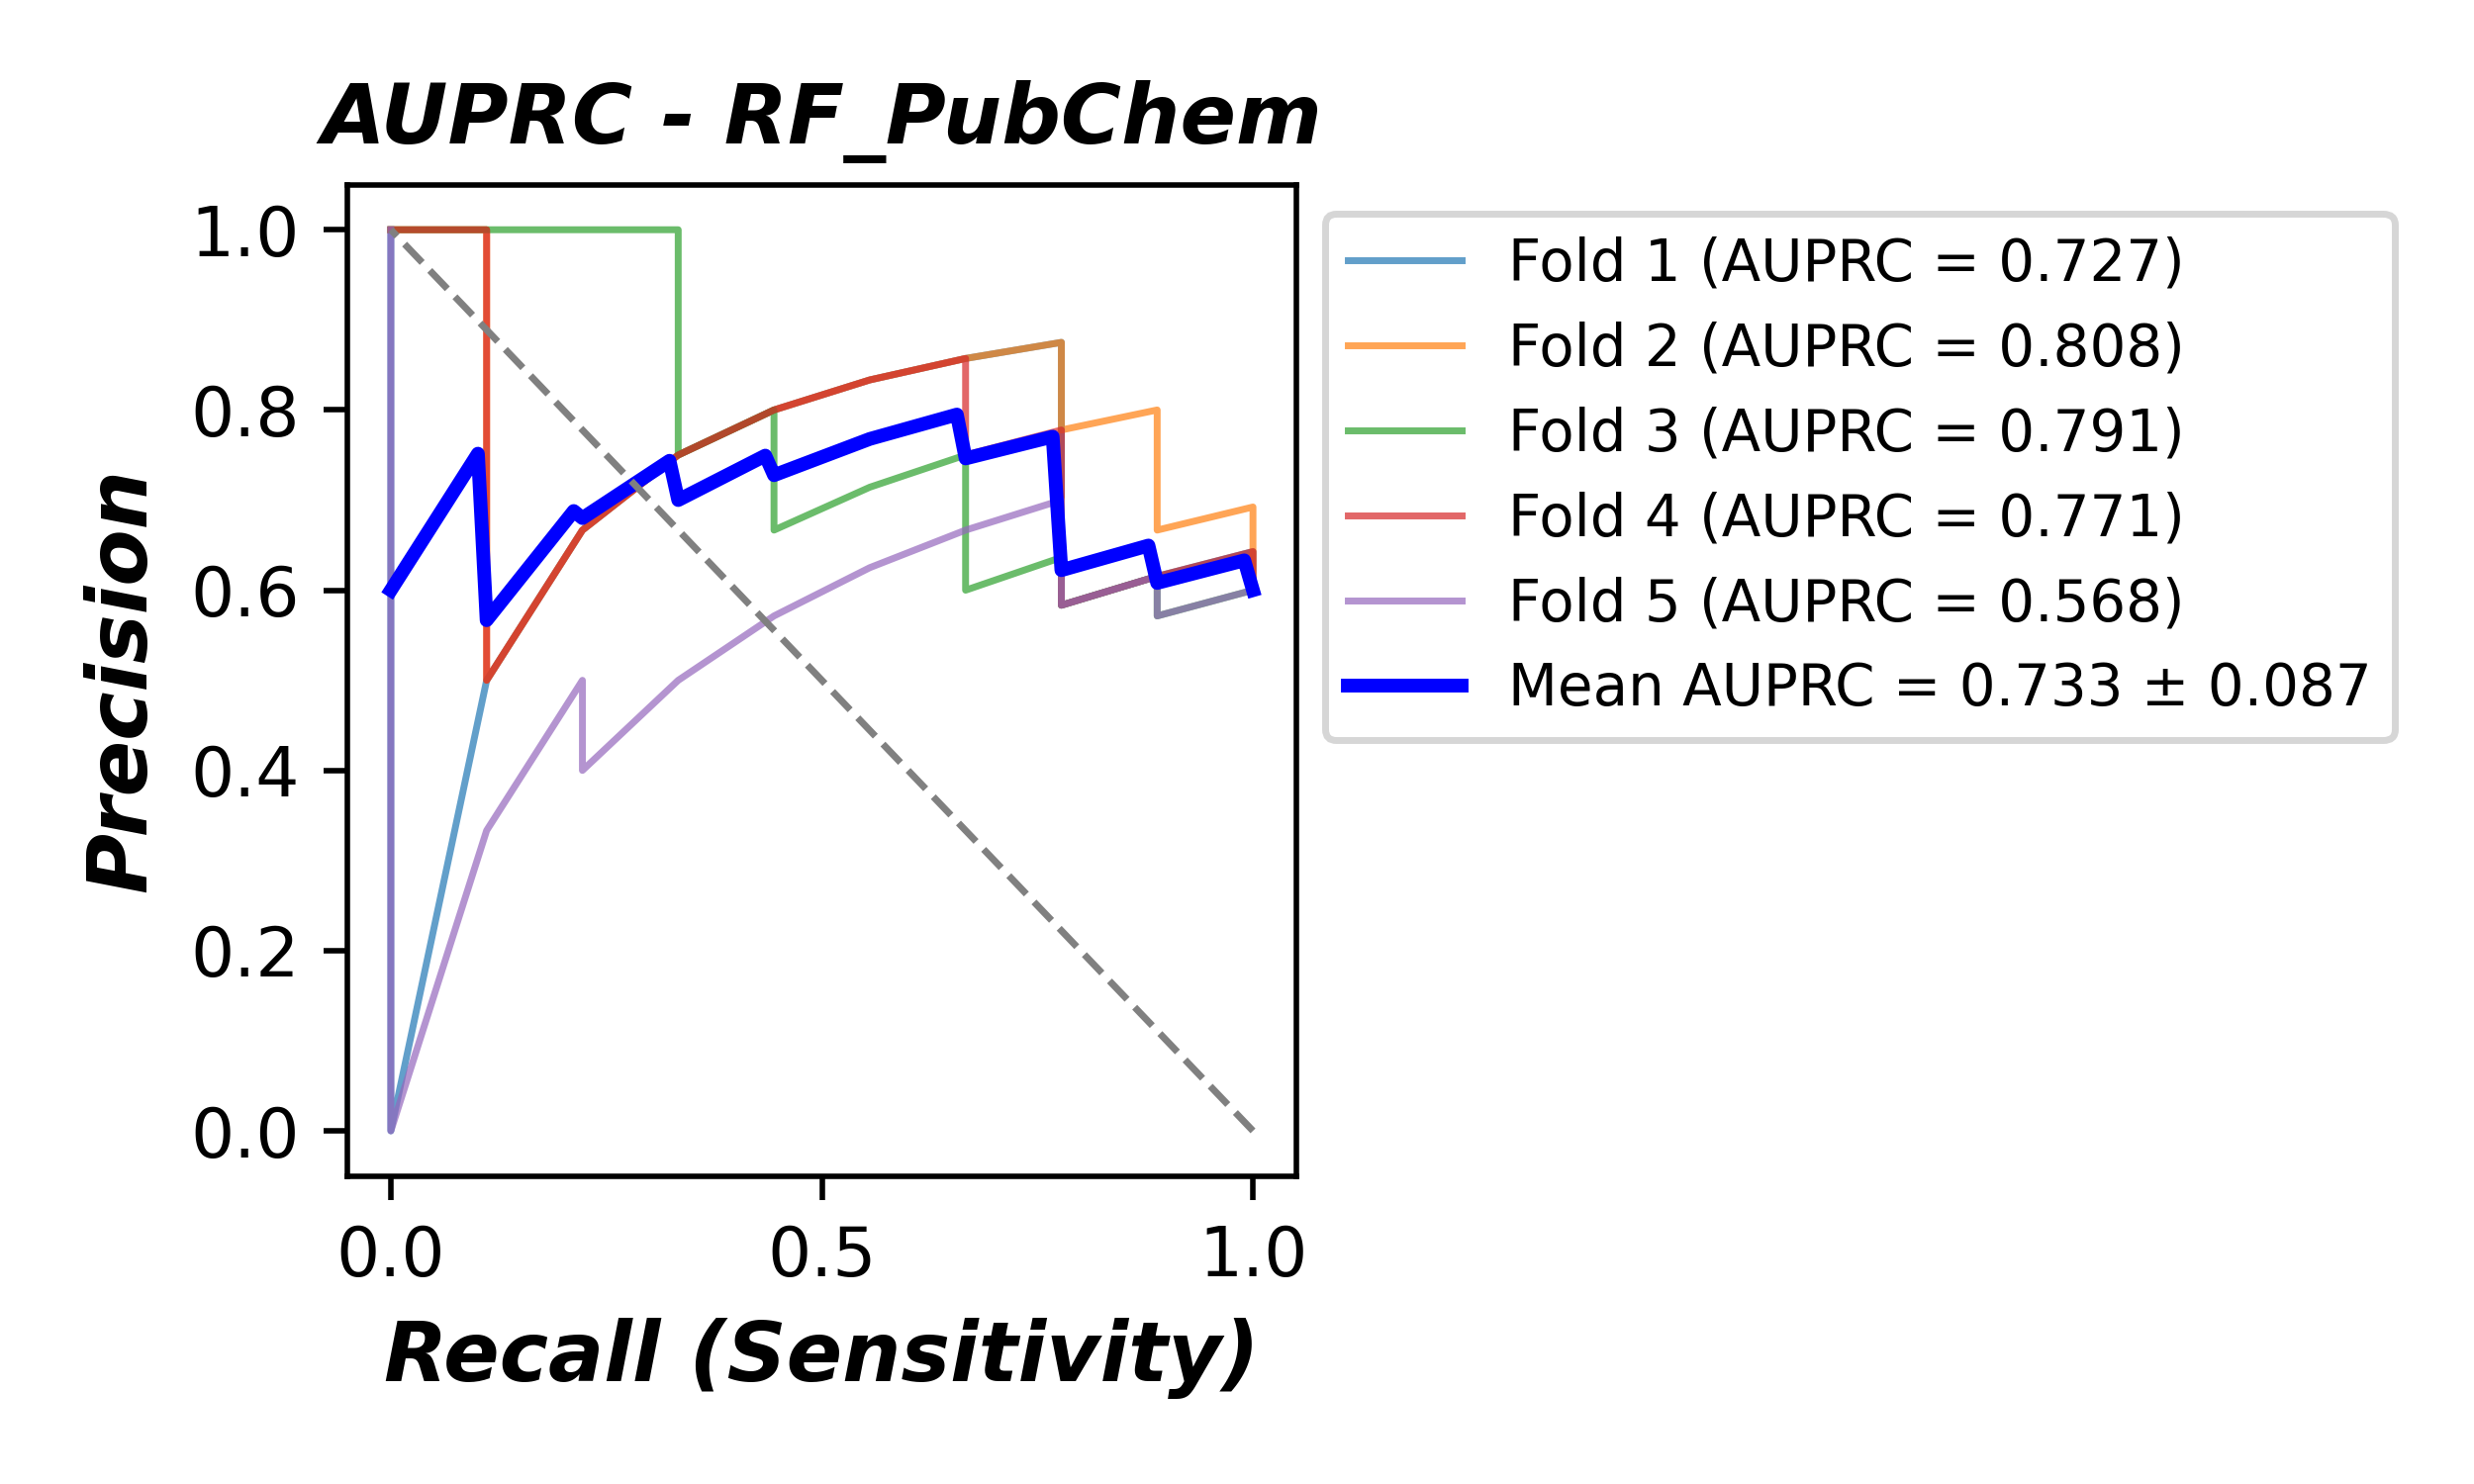 AUPRC - RF_PubChem
Precision
1.0
0.8
0.6
0.4
0.2
0.0
0.0 0.5 1.0
Recall (Sensitivity)
Fold 1 (AUPRC = 0.727)
Fold 2 (AUPRC = 0.808)
Fold 3 (AUPRC = 0.791)
Fold 4 (AUPRC = 0.771)
Fold 5 (AUPRC = 0.568)
Mean AUPRC = 0.733 ± 0.087